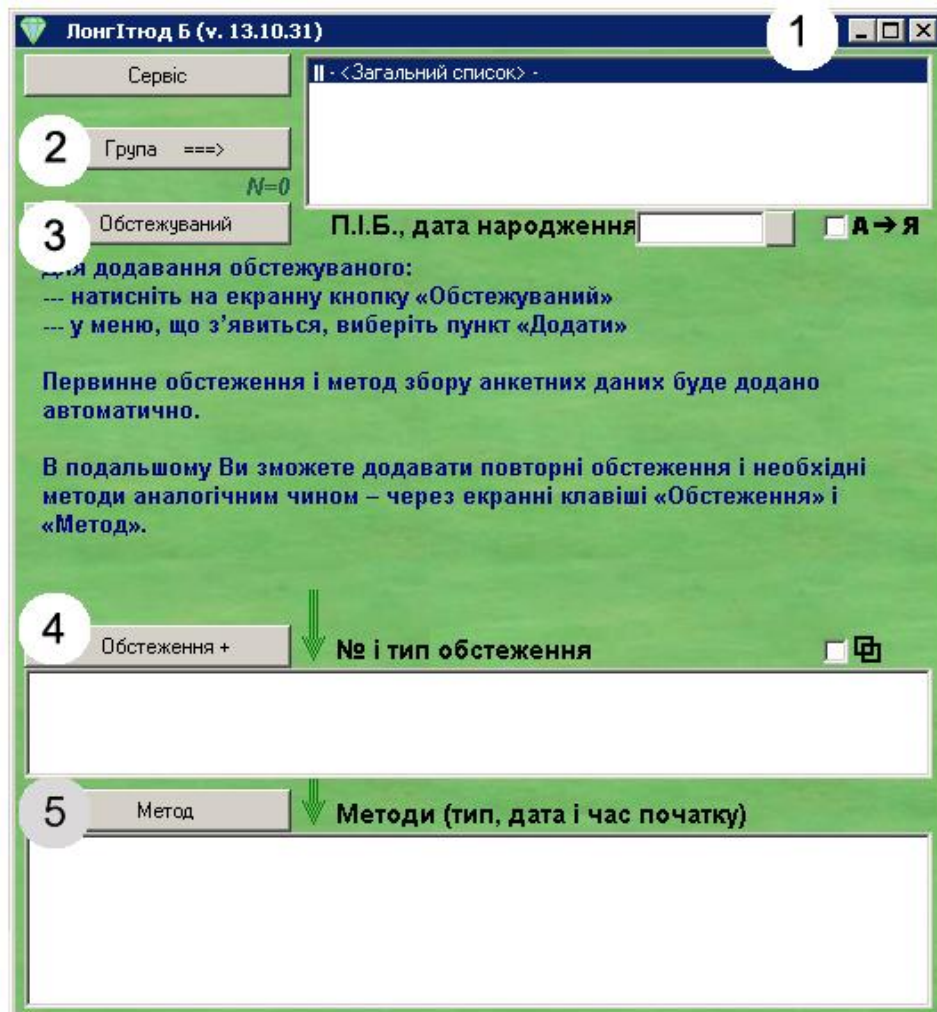 ЛонгІтюд Б (v. 13.10.31)
1
Сервіс
|| - <Загальний список> -
2
Група ===>
N=0
3
Обстежуваний
П.І.Б., дата народження
А→Я
Для додавання обстежуваного:
--- натисніть на екранну кнопку «Обстежуваний»
--- у меню, що з’явиться, виберіть пункт «Додати»
Первинне обстеження і метод збору анкетних даних буде додано
автоматично.
В подальшому Ви зможете додавати повторні обстеження і необхідні
методи аналогічним чином – через екранні клавіші «Обстеження» і
«Метод».
4
Обстеження +
№ і тип обстеження
5
Метод
Методи (тип, дата і час початку)